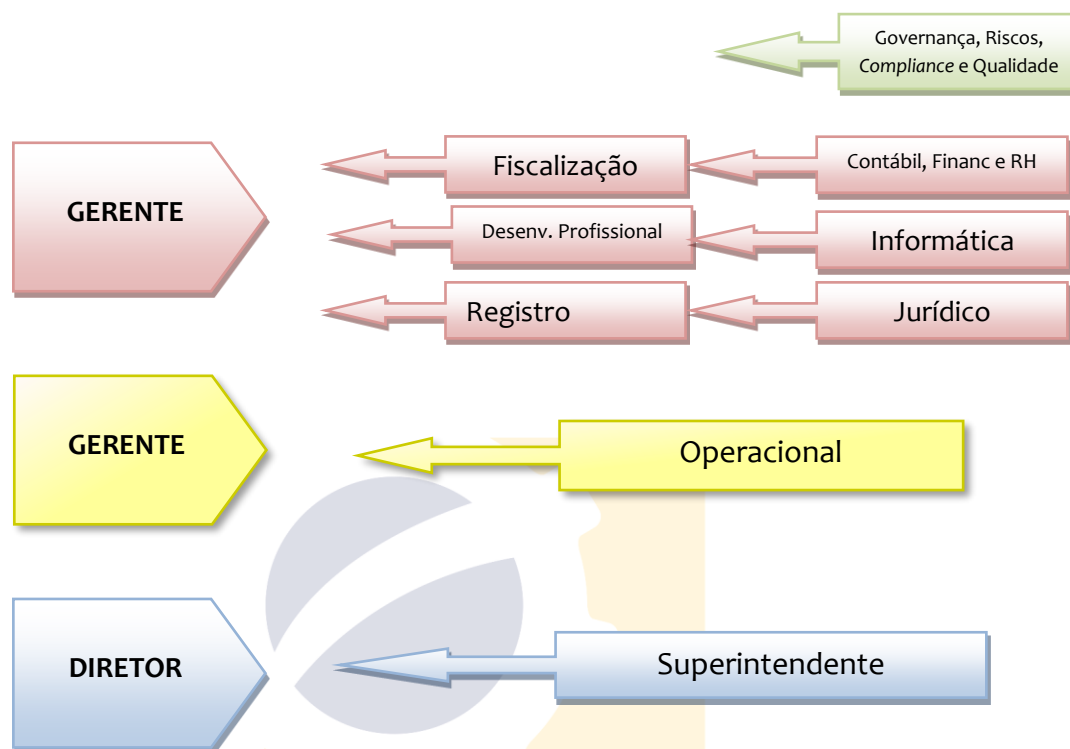 Governança, Riscos,
Compliance e Qualidade
GERENTE
Fiscalização
Contábil, Financ e RH
Desenv. Profissional
Informática
Registro
Jurídico
GERENTE
Operacional
DIRETOR
Superintendente